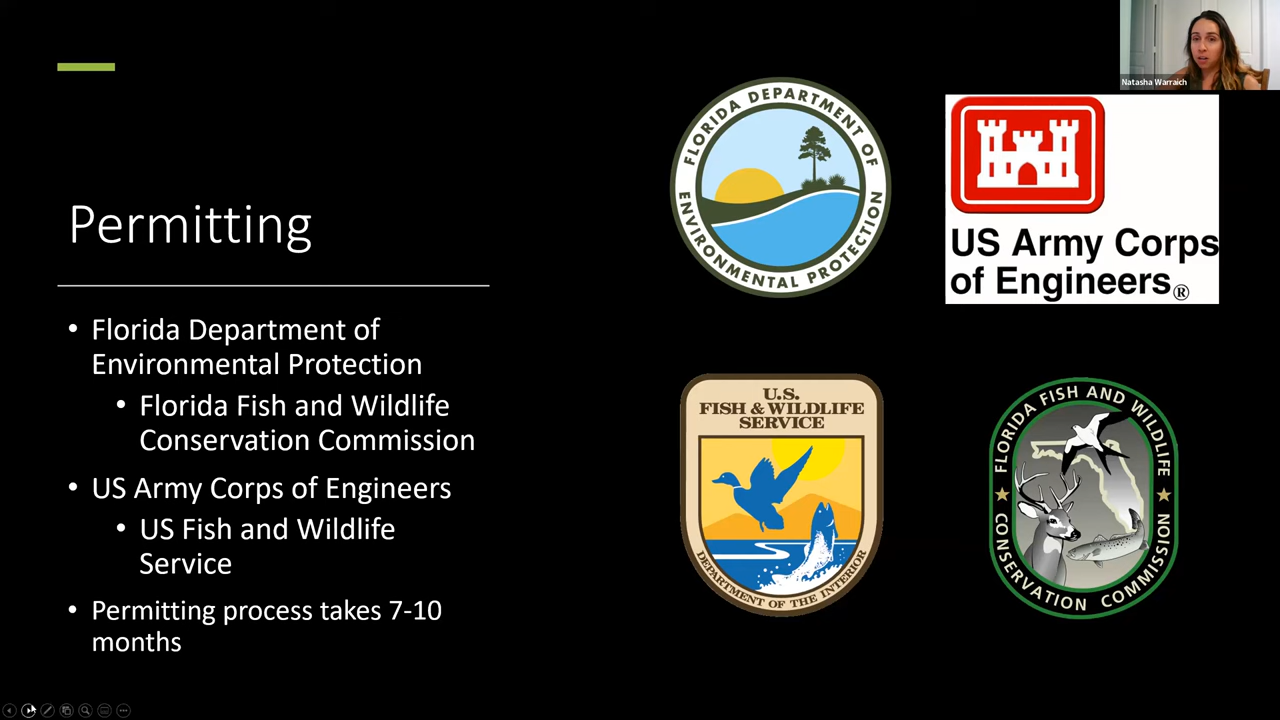 Natasha Warraich
FLORIDA DEPARTMENT OF
ENVIRONMENTAL PROTECTION
US Army Corps
of Engineers®
Permitting
• Florida Department of
Environmental Protection
• Florida Fish and Wildlife
Conservation Commission
• US Army Corps of Engineers
• US Fish and Wildlife
Service
• Permitting process takes 7-10
months
U.S.
FISH & WILDLIFE
SERVICE
DEPARTMENT OF THE INTERIOR
FLORIDA FISH AND WILDLIFE
CONSERVATION COMMISSION